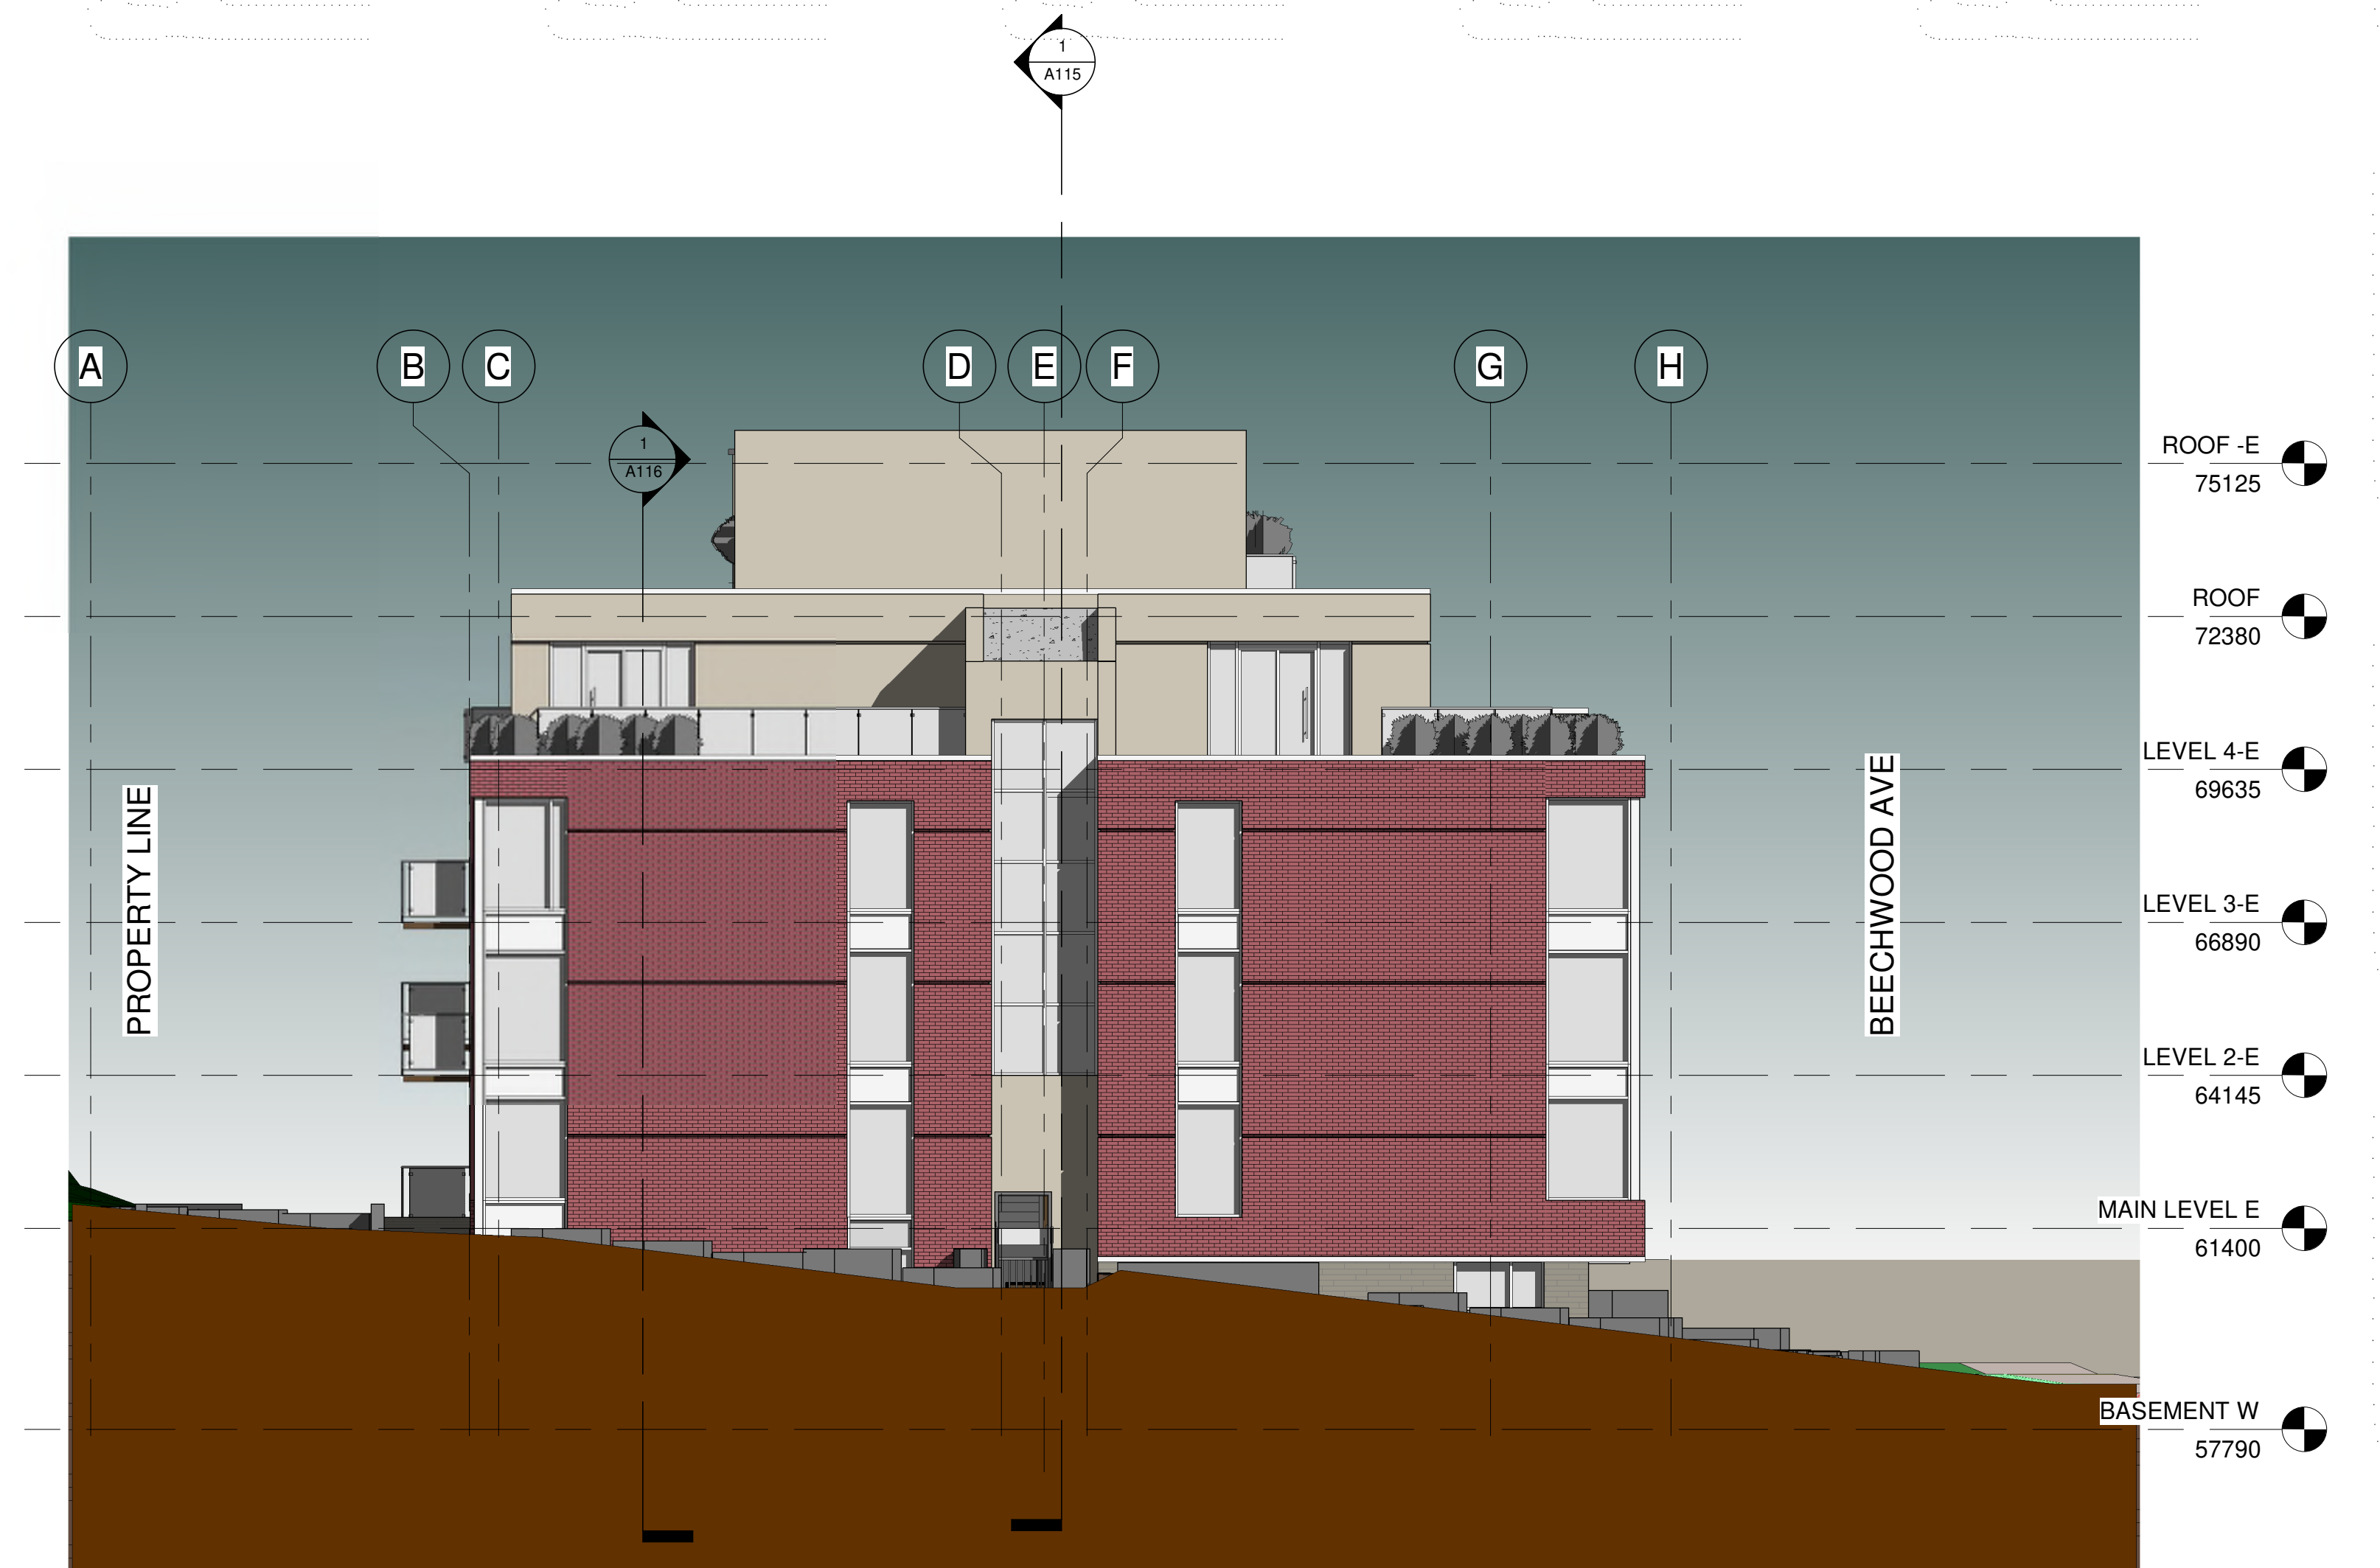 1
A115
A
B
C
D
E
F
G
H
1
A116
ROOF -E
75125
ROOF
72380
LEVEL 4-E
69635
LEVEL 3-E
66890
LEVEL 2-E
64145
MAIN LEVEL E
61400
BASEMENT W
57790
PROPERTY LINE
BEECHWOOD AVE